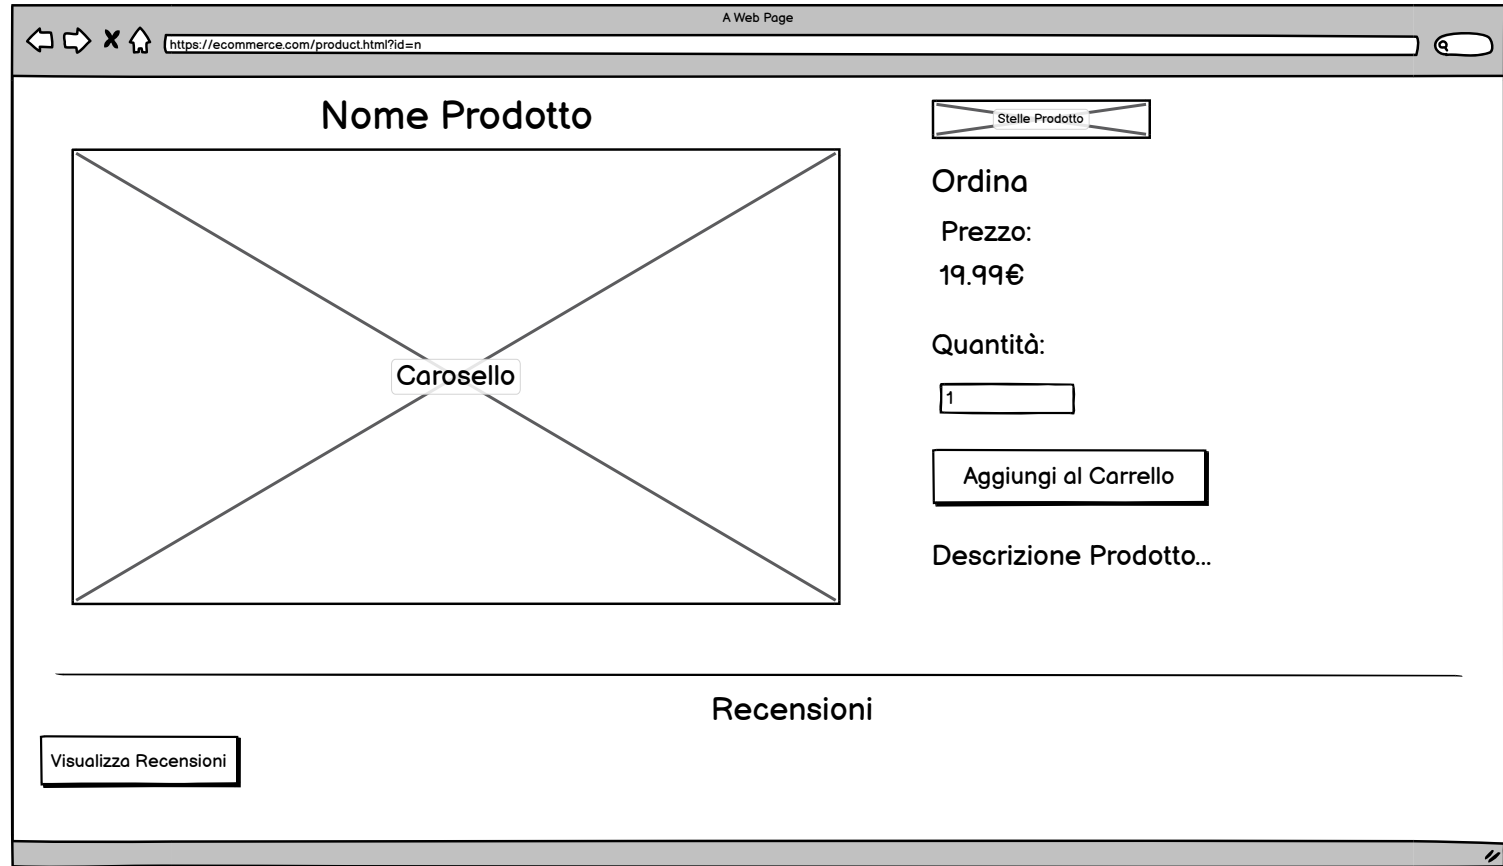 A Web Page
https://ecommerce.com/product.html?id=n
Nome Prodotto
Carosello
Stelle Prodotto
Ordina
Prezzo:
19.99€
Quantità:
1
Aggiungi al Carrello
Descrizione Prodotto...
Recensioni
Visualizza Recensioni